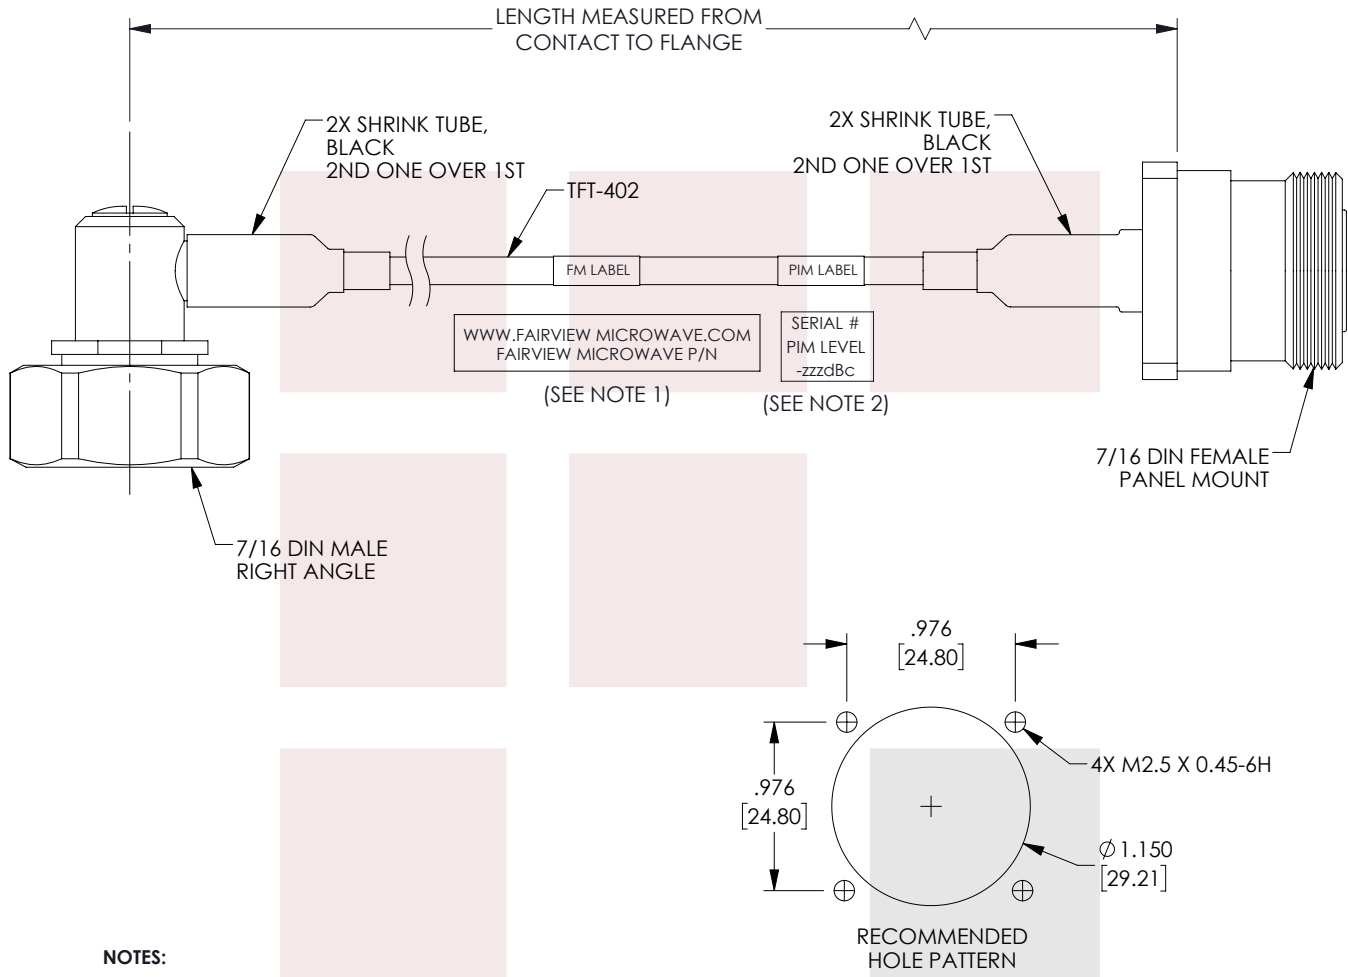 LENGTH MEASURED FROM
CONTACT TO FLANGE
2X SHRINK TUBE,
BLACK
2ND ONE OVER 1ST
2X SHRINK TUBE,
BLACK
2ND ONE OVER 1ST
TFT-402
FM LABEL
PIM LABEL
WWW.FAIRVIEW MICROWAVE.COM
FAIRVIEW MICROWAVE P/N
(SEE NOTE 1)
SERIAL #
PIM LEVEL
-zzzdBc
(SEE NOTE 2)
7/16 DIN FEMALE
PANEL MOUNT
7/16 DIN MALE
RIGHT ANGLE
.976
[24.80]
4X M2.5 X 0.45-6H
.976
[24.80]
∅1.150
[29.21]
RECOMMENDED
HOLE PATTERN
NOTES: